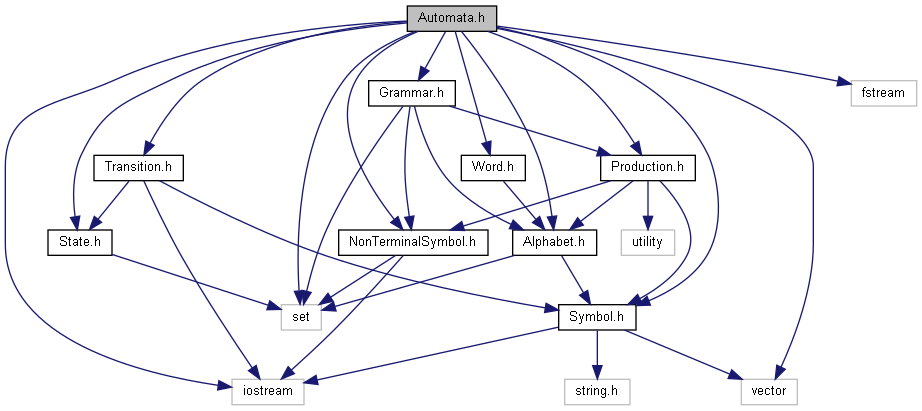 Automata.h
Grammar.h
fstream
Transition.h
Word.h
Production.h
State.h
NonTerminalSymbol.h
Alphabet.h
utility
set
Symbol.h
iostream
string.h
vector